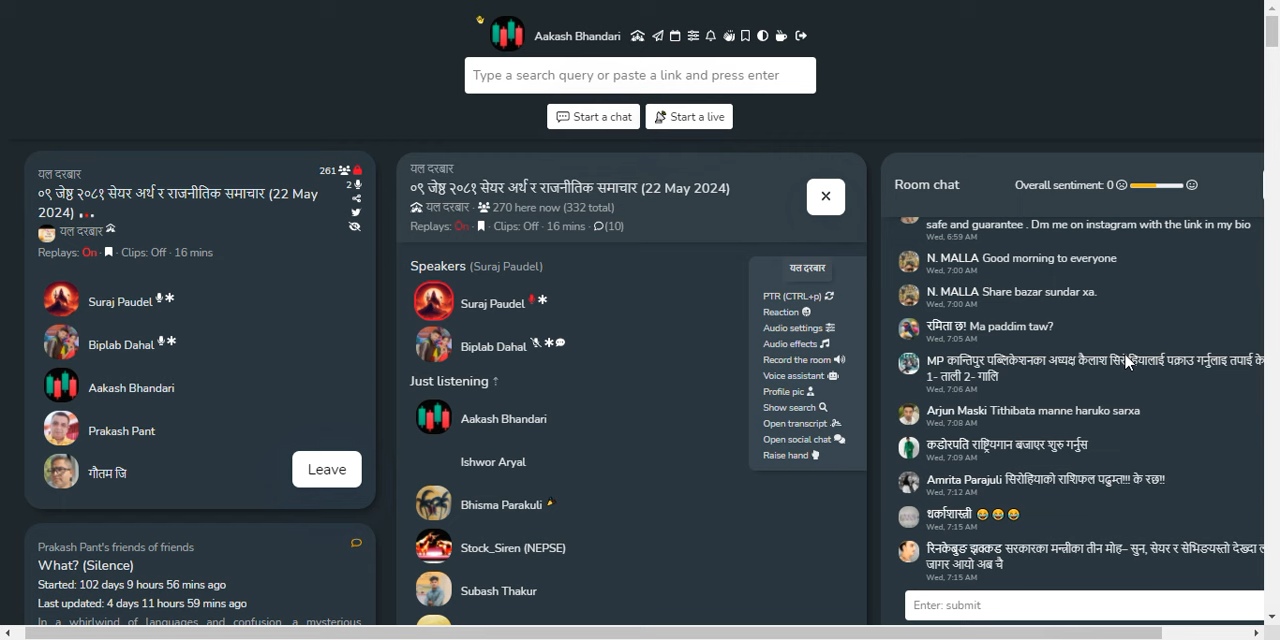 Aakash Bhandari
Type a search query or paste a link and press enter
Start a chat
Start a live
यल दरबार
261
०९ जेष्ठ २०८१ सेयर अर्थ र राजनीतिक समाचार (22 May
2024)
2
यल दरबार
Replays: On · Clips: Off · 16 mins
Suraj Paudel
Biplab Dahal
Aakash Bhandari
Prakash Pant
गौतम जि
Leave
Prakash Pant's friends of friends
What? (Silence)
Started: 102 days 9 hours 56 mins ago
Last updated: 4 days 11 hours 59 mins ago
In a whirlwind of languages and confusion, a mysterious
यल दरबार
०९ जेष्ठ २०८१ सेयर अर्थ र राजनीतिक समाचार (22 May 2024)
यल दरबार · 270 here now (332 total)
Replays: On · Clips: Off · 16 mins · (10)
Speakers (Suraj Paudel)
Suraj Paudel
Biplab Dahal
Just listening ↑
Aakash Bhandari
Ishwor Aryal
Bhisma Parakuli
Stock_Siren (NEPSE)
Subash Thakur
यल दरबार
PTR (CTRL+p)
Reaction
Audio settings
Audio effects
Record the room
Voice assistant
Profile pic
Show search
Open transcript
Open social chat
Raise hand
Room chat
Overall sentiment: 0
safe and guarantee . Dm me on instagram with the link in my bio
Wed, 6:59 AM
N. MALLA Good morning to everyone
Wed, 7:00 AM
N. MALLA Share bazar sundar xa.
Wed, 7:00 AM
रमिता छ! Ma paddim taw?
Wed, 7:05 AM
MP कान्तिपुर पब्लिकेशनका अध्यक्ष कैलाश सिरोहियालाई पक्राउ गर्नुलाइ तपाई के
1- ताली 2- गालि
Wed, 7:06 AM
Arjun Maski Tithibata manne haruko sarxa
Wed, 7:08 AM
कडोरपति राष्ट्रियगान बजाएर शुरु गर्नुस
Wed, 7:09 AM
Amrita Parajuli सिरोहियाको राशिफल पढुम्त!!! के रछ!!
Wed, 7:12 AM
धर्काशास्त्री 😂 😂 😂
Wed, 7:15 AM
रिनकेबुङ झक्कड सरकारका मन्त्रीका तीन मोह– सुन, सेयर र सेभिङयस्तो देख्दा
जागर आयो अब चै
Wed, 7:15 AM
Enter: submit